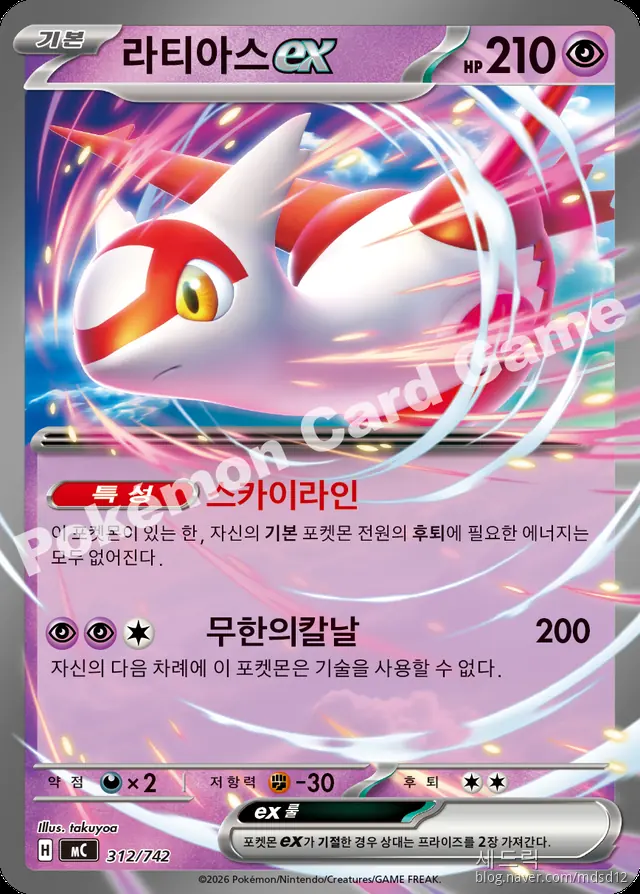 기본 라티아스ex HP 210
Pokémon Card Game
특성 스카이라인
이 포켓몬이 있는 한, 자신의 기본 포켓몬 전원의 후퇴에 필요한 에너지는
모두 없어진다.
무한의칼날 200
자신의 다음 차례에 이 포켓몬은 기술을 사용할 수 없다.
약점 ×2 저항력 -30 후퇴
ex 룰
포켓몬 ex가 기절한 경우 상대는 프라이즈를 2장 가져간다.
Illus. takuyoa
H MC 312/742
©2026 Pokémon/Nintendo/Creatures/GAME FREAK.
세드릭
blog.naver.com/mdsd12